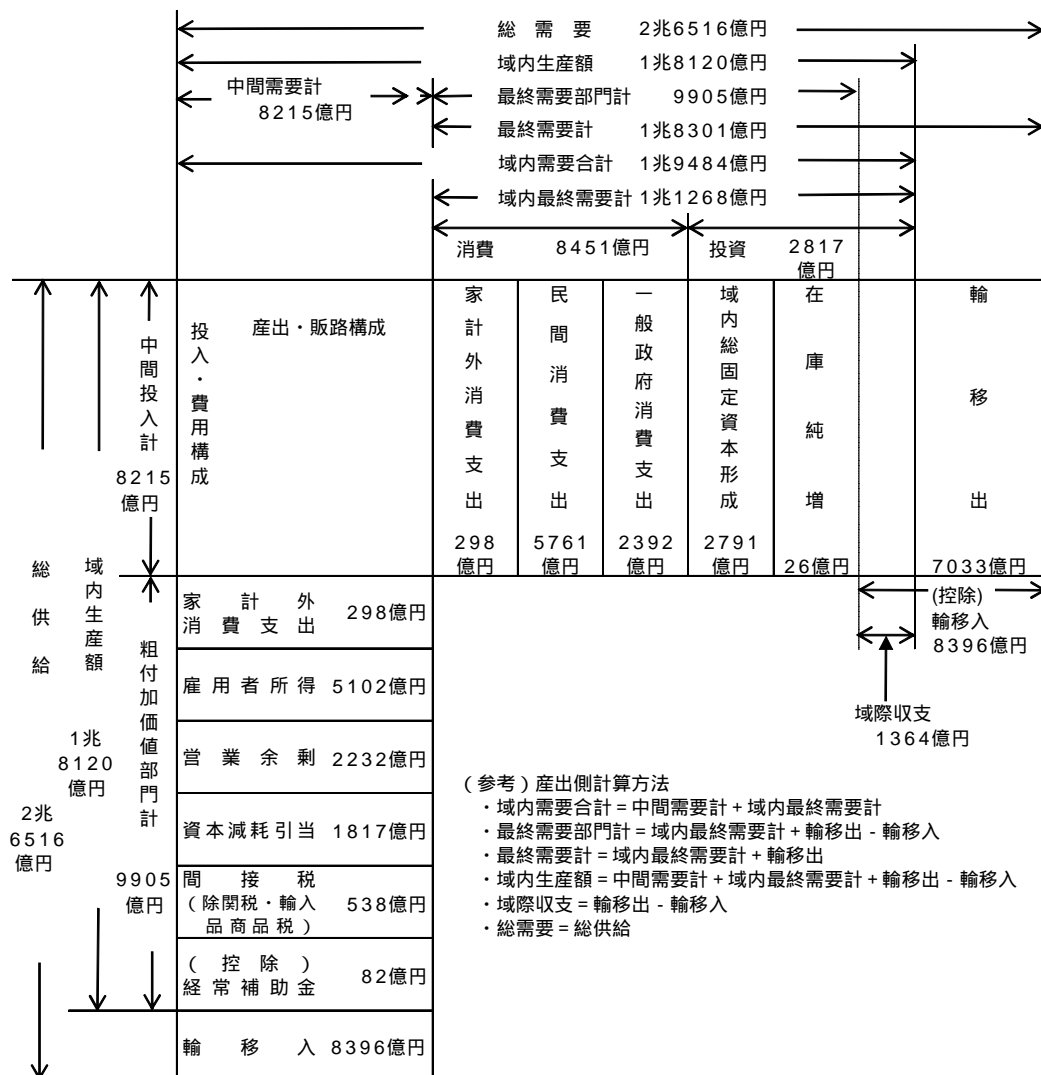 総需要 2兆6516億円
域内生産額 1兆8120億円
中間需要計
8215億円
最終需要部門計 9905億円
最終需要計 1兆8301億円
域内需要合計 1兆9484億円
域内最終需要計 1兆1268億円
消費 8451億円
投資 2817
億円
総供給
2兆
6516
億円
域内生産額
1兆
8120
億円
中間投入計
8215
億円
投入・費用構成
産出・販路構成
家計外消費支出
298
億円
民間消費支出
5761
億円
一般政府消費支出
2392
億円
域内総固定資本形成
2791
億円
在庫純増
26億円
輸移出
7033億円
(控除)
輸移入
8396億円
域際収支
1364億円
粗付加価値部門計
9905
億円
家計外
消費支出 298億円
雇用者所得 5102億円
営業余剰 2232億円
資本減耗引当 1817億円
間接税
(除関税・輸入
品商品税) 538億円
(控除)
経常補助金 82億円
輸移入 8396億円
(参考)産出側計算方法
・域内需要合計=中間需要計+域内最終需要計
・最終需要部門計=域内最終需要計+輸移出-輸移入
・最終需要計=域内最終需要計+輸移出
・域内生産額=中間需要計+域内最終需要計+輸移出-輸移入
・域際収支=輸移出-輸移入
・総需要=総供給